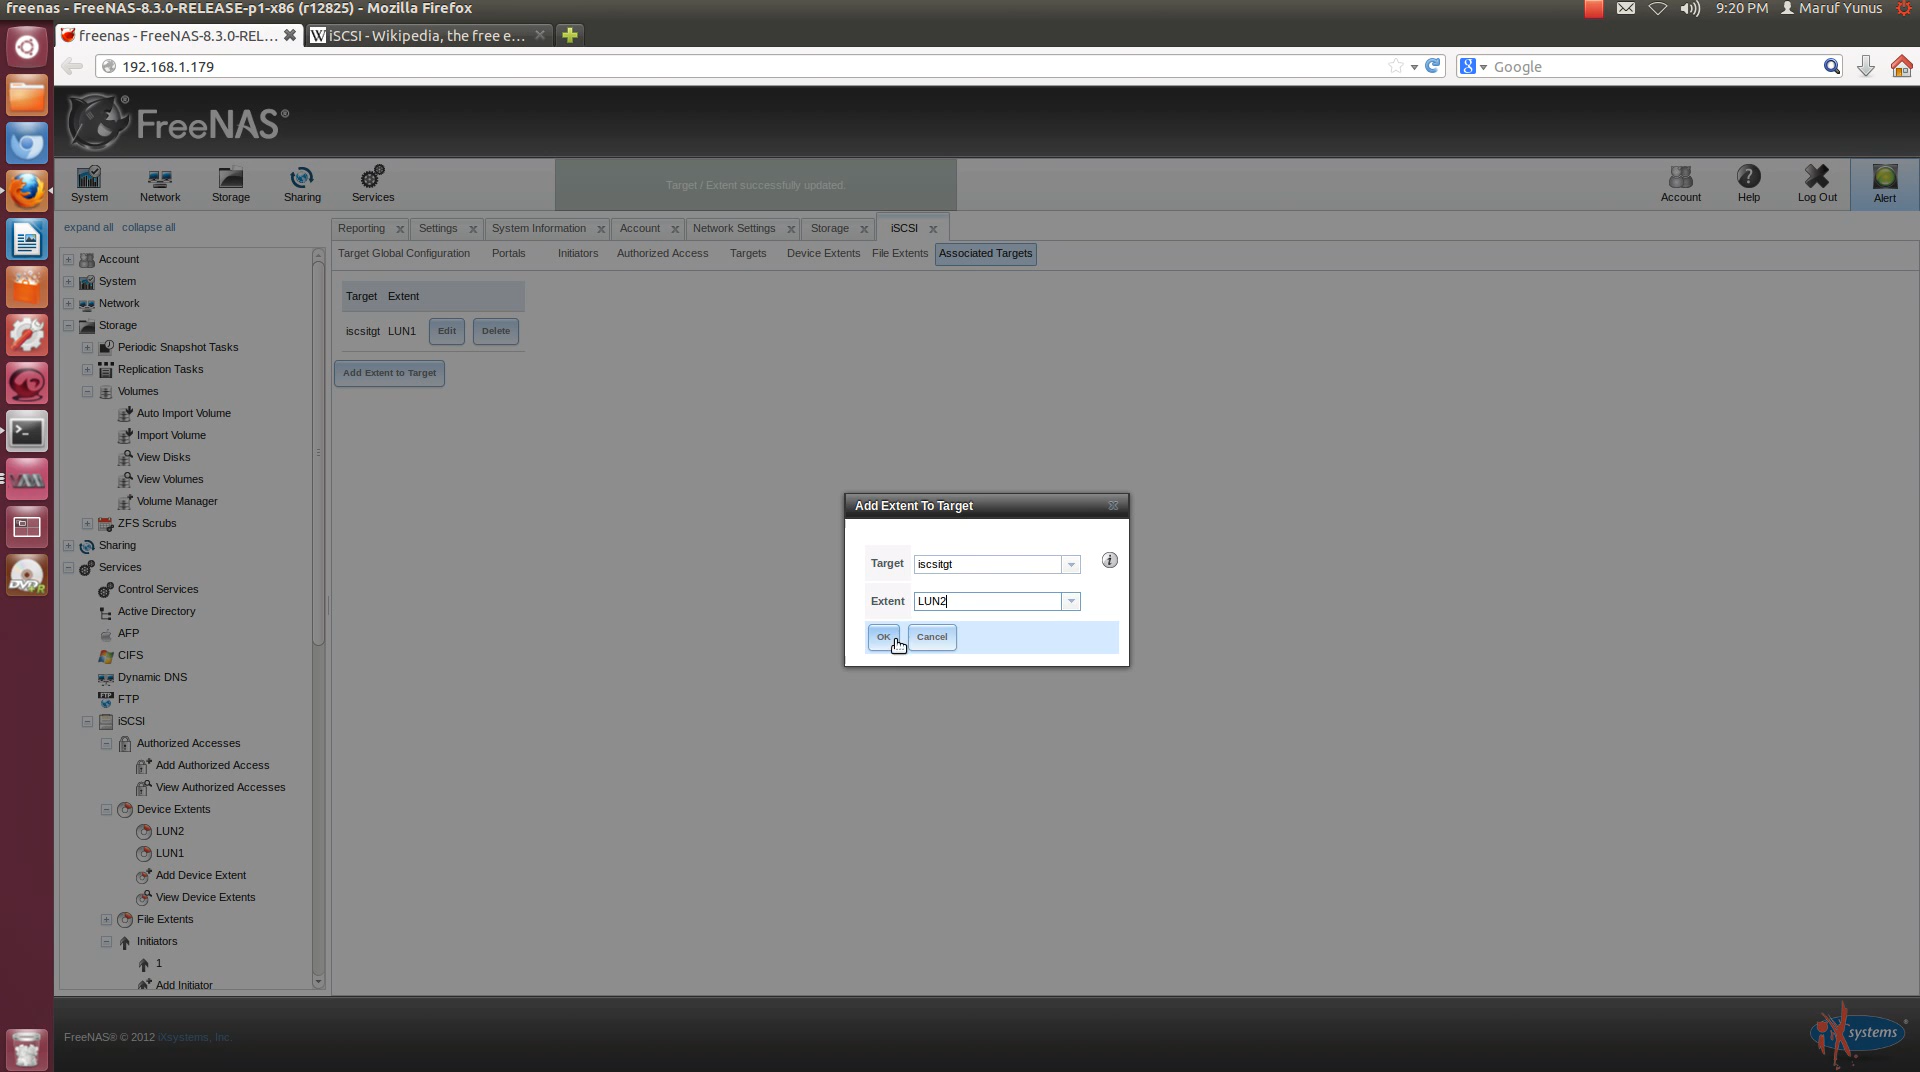 freenas - FreeNAS-8.3.0-RELEASE-p1-x86 (r12825) - Mozilla Firefox
9:20 PM Maruf Yunus
freenas - FreeNAS-8.3.0-REL...
W iSCSI - Wikipedia, the free e...
192.168.1.179
8 Google
FreeNAS®
System
Network
Storage
Sharing
Services
Target / Extent successfully updated.
Account
Help
Log Out
Alert
expand all collapse all
Reporting
Settings
System Information
Account
Network Settings
Storage
iSCSI
Target Global Configuration
Portals
Initiators
Authorized Access
Targets
Device Extents
File Extents
Associated Targets
Target Extent
iscsitgt LUN1 Edit Delete
Add Extent to Target
Account
System
Network
Storage
Periodic Snapshot Tasks
Replication Tasks
Volumes
Auto Import Volume
Import Volume
View Disks
View Volumes
Volume Manager
ZFS Scrubs
Sharing
Services
Control Services
Active Directory
AFP
CIFS
Dynamic DNS
FTP
FTP
iSCSI
Authorized Accesses
Add Authorized Access
View Authorized Accesses
Device Extents
LUN2
LUN1
Add Device Extent
View Device Extents
File Extents
Initiators
1
Add Initiator
Add Extent To Target
Target iscsitgt
Extent LUN2
OK Cancel
FreeNAS® © 2012 iXsystems, Inc.
iXsystems®
DVD R